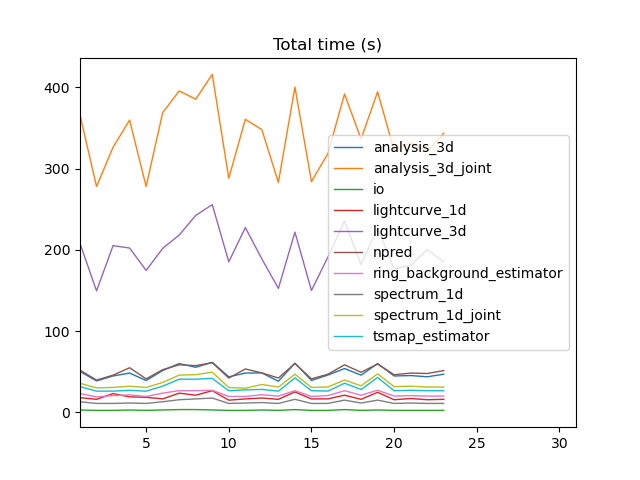 Total time (s)
400
300
200
100
0
5
10
15
20
25
30
analysis_3d
analysis_3d_joint
io
lightcurve_1d
lightcurve_3d
npred
ring_background_estimator
spectrum_1d
spectrum_1d_joint
tsmap_estimator